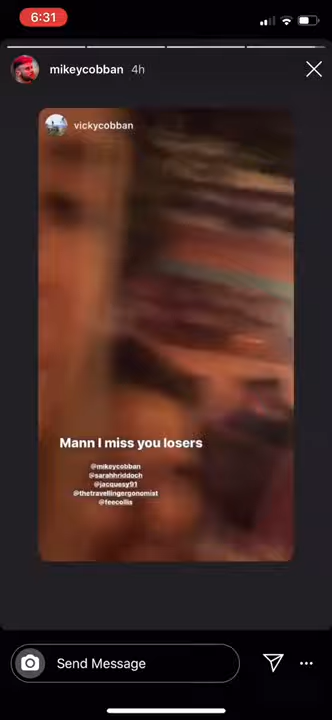 6:31
mikeycobban 4h
vickycobban
Mann I miss you losers
@mikeycobban
@sarahhriddoch
@jacquesy91
@thetravellingergonomist
@feecollis
Send Message